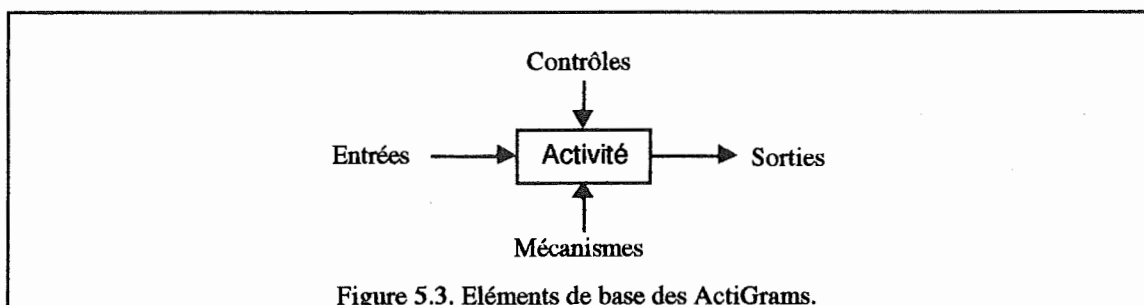 Contrôles
Entrées Activité Sorties
Mécanismes
Figure 5.3. Eléments de base des ActiGrams.